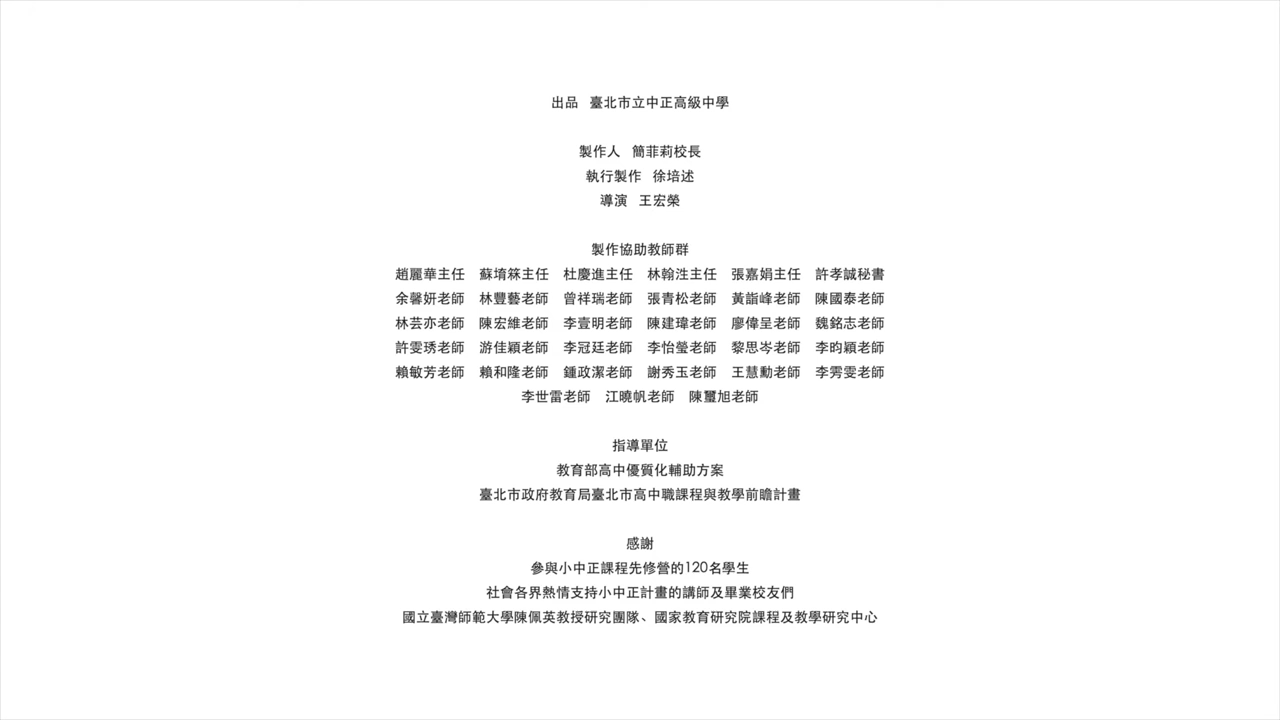 出品 臺北市立中正高級中學
製作人 簡菲莉校長
執行製作 徐培述
導演 王宏榮
製作協助教師群
趙麗華主任 蘇堉箖主任 杜慶進主任 林翰泩主任 張嘉娟主任 許孝誠秘書
余馨妍老師 林豐藝老師 曾祥瑞老師 張青松老師 黃詣峰老師 陳國泰老師
林芸亦老師 陳宏維老師 李壹明老師 陳建瑋老師 廖偉呈老師 魏銘志老師
許雯琇老師 游佳穎老師 李冠廷老師 李怡瑩老師 黎思岑老師 李昀穎老師
賴敏芳老師 賴和隆老師 鍾政潔老師 謝秀玉老師 王慧勳老師 李雱雯老師
李世雷老師 江曉帆老師 陳璽旭老師
指導單位
教育部高中優質化輔助方案
臺北市政府教育局臺北市高中職課程與教學前瞻計畫
感謝
參與小中正課程先修營的120名學生
社會各界熱情支持小中正計畫的講師及畢業校友們
國立臺灣師範大學陳佩英教授研究團隊、國家教育研究院課程及教學研究中心